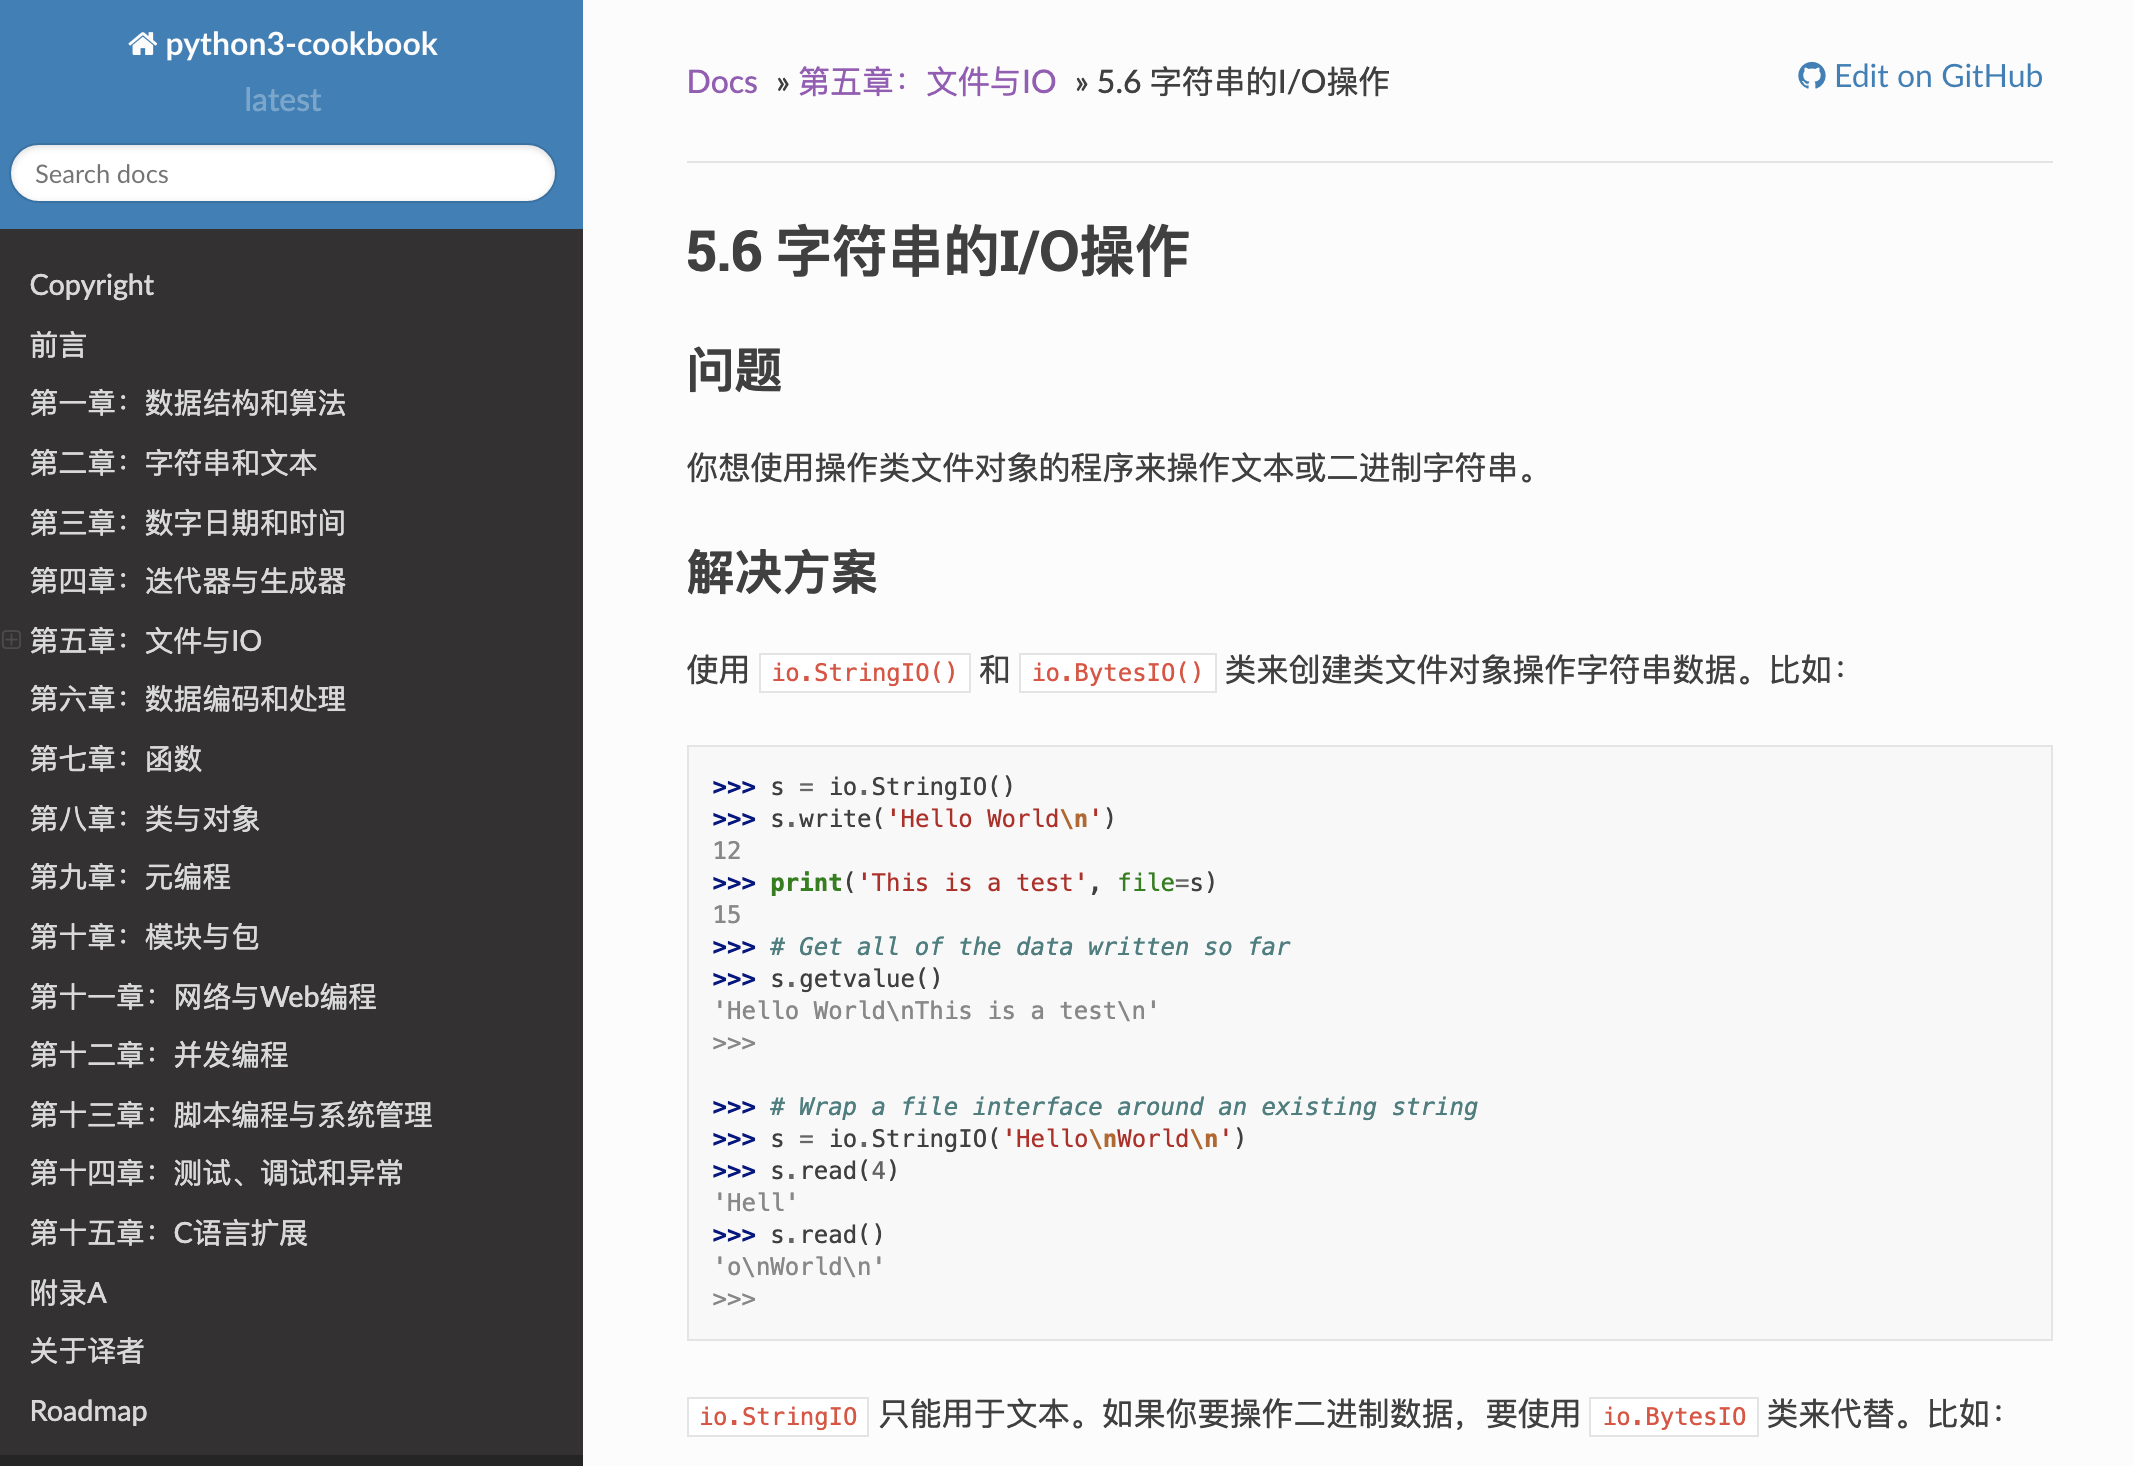 python3-cookbook
latest
Search docs
Copyright
前言
第一章：数据结构和算法
第二章：字符串和文本
第三章：数字日期和时间
第四章：迭代器与生成器
第五章：文件与IO
第六章：数据编码和处理
第七章：函数
第八章：类与对象
第九章：元编程
第十章：模块与包
第十一章：网络与Web编程
第十二章：并发编程
第十三章：脚本编程与系统管理
第十四章：测试、调试和异常
第十五章：C语言扩展
附录A
关于译者
Roadmap
Docs » 第五章：文件与IO » 5.6 字符串的I/O操作
Edit on GitHub
5.6 字符串的I/O操作
问题
你想使用操作类文件对象的程序来操作文本或二进制字符串。
解决方案
使用 io.StringIO() 和 io.BytesIO() 类来创建类文件对象操作字符串数据。比如：
>>> s = io.StringIO()
>>> s.write('Hello World\n')
12
>>> print('This is a test', file=s)
15
>>> # Get all of the data written so far
>>> s.getvalue()
'Hello World\nThis is a test\n'
>>>
>>> # Wrap a file interface around an existing string
>>> s = io.StringIO('Hello\nWorld\n')
>>> s.read(4)
'Hell'
>>> s.read()
'o\nWorld\n'
>>>
io.StringIO 只能用于文本。如果你要操作二进制数据，要使用 io.BytesIO 类来代替。比如：